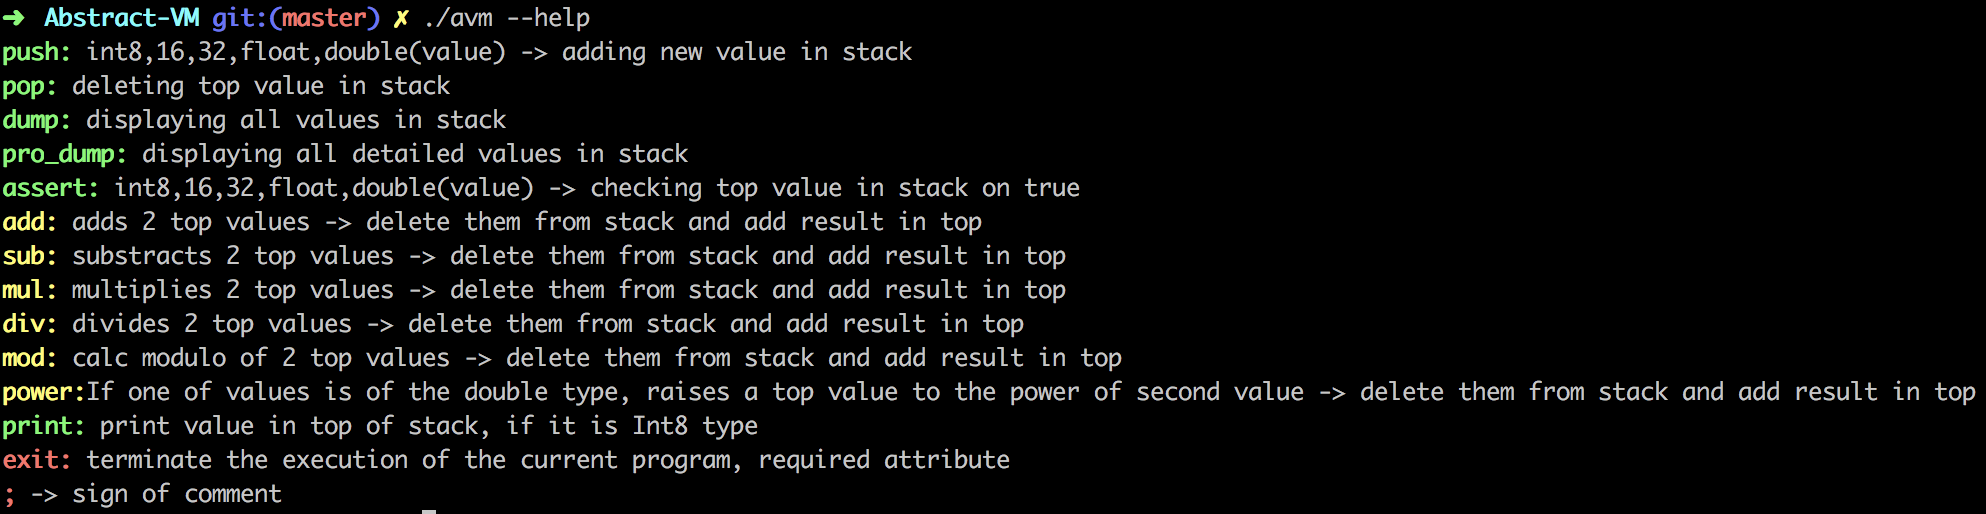 ➜ Abstract-VM git:(master) ✗ ./avm --help
push: int8,16,32,float,double(value) -> adding new value in stack
pop: deleting top value in stack
dump: displaying all values in stack
pro_dump: displaying all detailed values in stack
assert: int8,16,32,float,double(value) -> checking top value in stack on true
add: adds 2 top values -> delete them from stack and add result in top
sub: substracts 2 top values -> delete them from stack and add result in top
mul: multiplies 2 top values -> delete them from stack and add result in top
div: divides 2 top values -> delete them from stack and add result in top
mod: calc modulo of 2 top values -> delete them from stack and add result in top
power:If one of values is of the double type, raises a top value to the power of second value -> delete them from stack and add result in top
print: print value in top of stack, if it is Int8 type
exit: terminate the execution of the current program, required attribute
; -> sign of comment